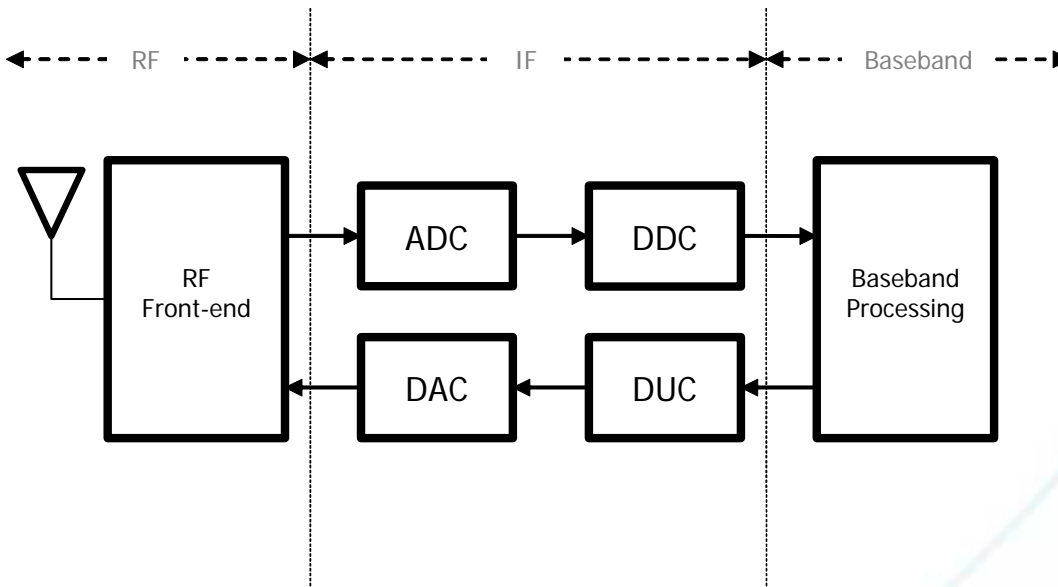 RF
IF
Baseband
RF
Front-end
ADC
DDC
Baseband
Processing
DAC
DUC